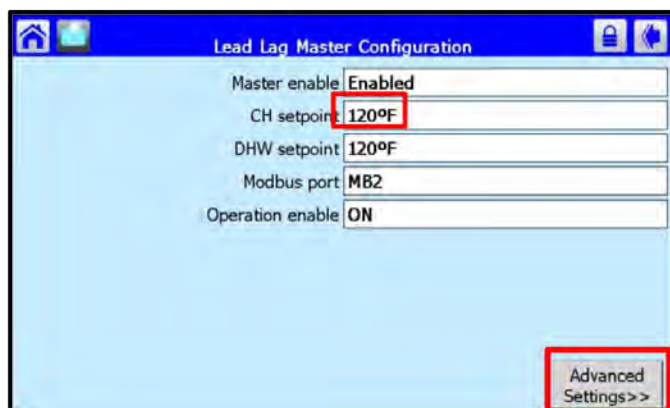 Lead Lag Master Configuration
Master enable Enabled
CH setpoint 120ºF
DHW setpoint 120ºF
Modbus port MB2
Operation enable ON
Advanced
Settings>>